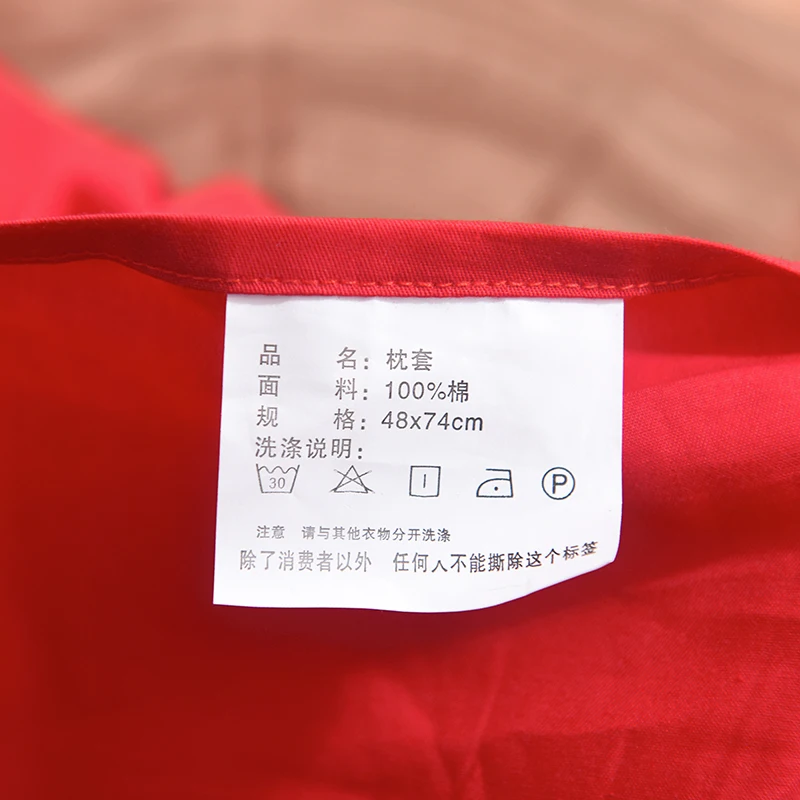 品 名：枕套
面 料：100%棉
规 格：48x74cm
洗涤说明：
30 P
注意 请与其他衣物分开洗涤
除了消费者以外 任何人不能撕除这个标签